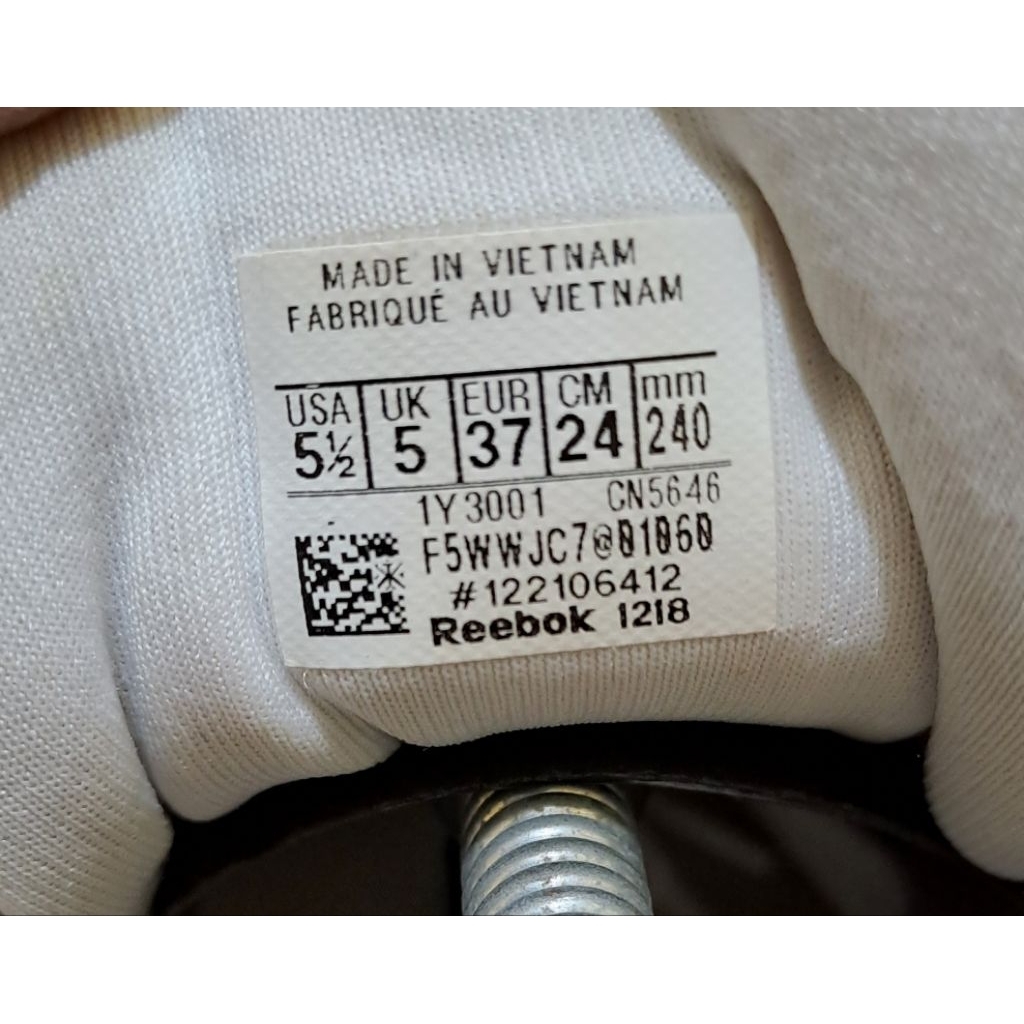 MADE IN VIETNAM
FABRIQUÉ AU VIETNAM
USA UK EUR CM mm
5½ 5 37 24 240
1Y3001 CN5646
F5WWJC7@01060
#122106412
Reebok 1218